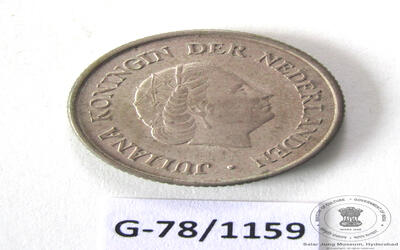 JULIANA KONINGIN DER NEDERLANDEN
G-78/1159
Salar Jung Museum, Hyderabad